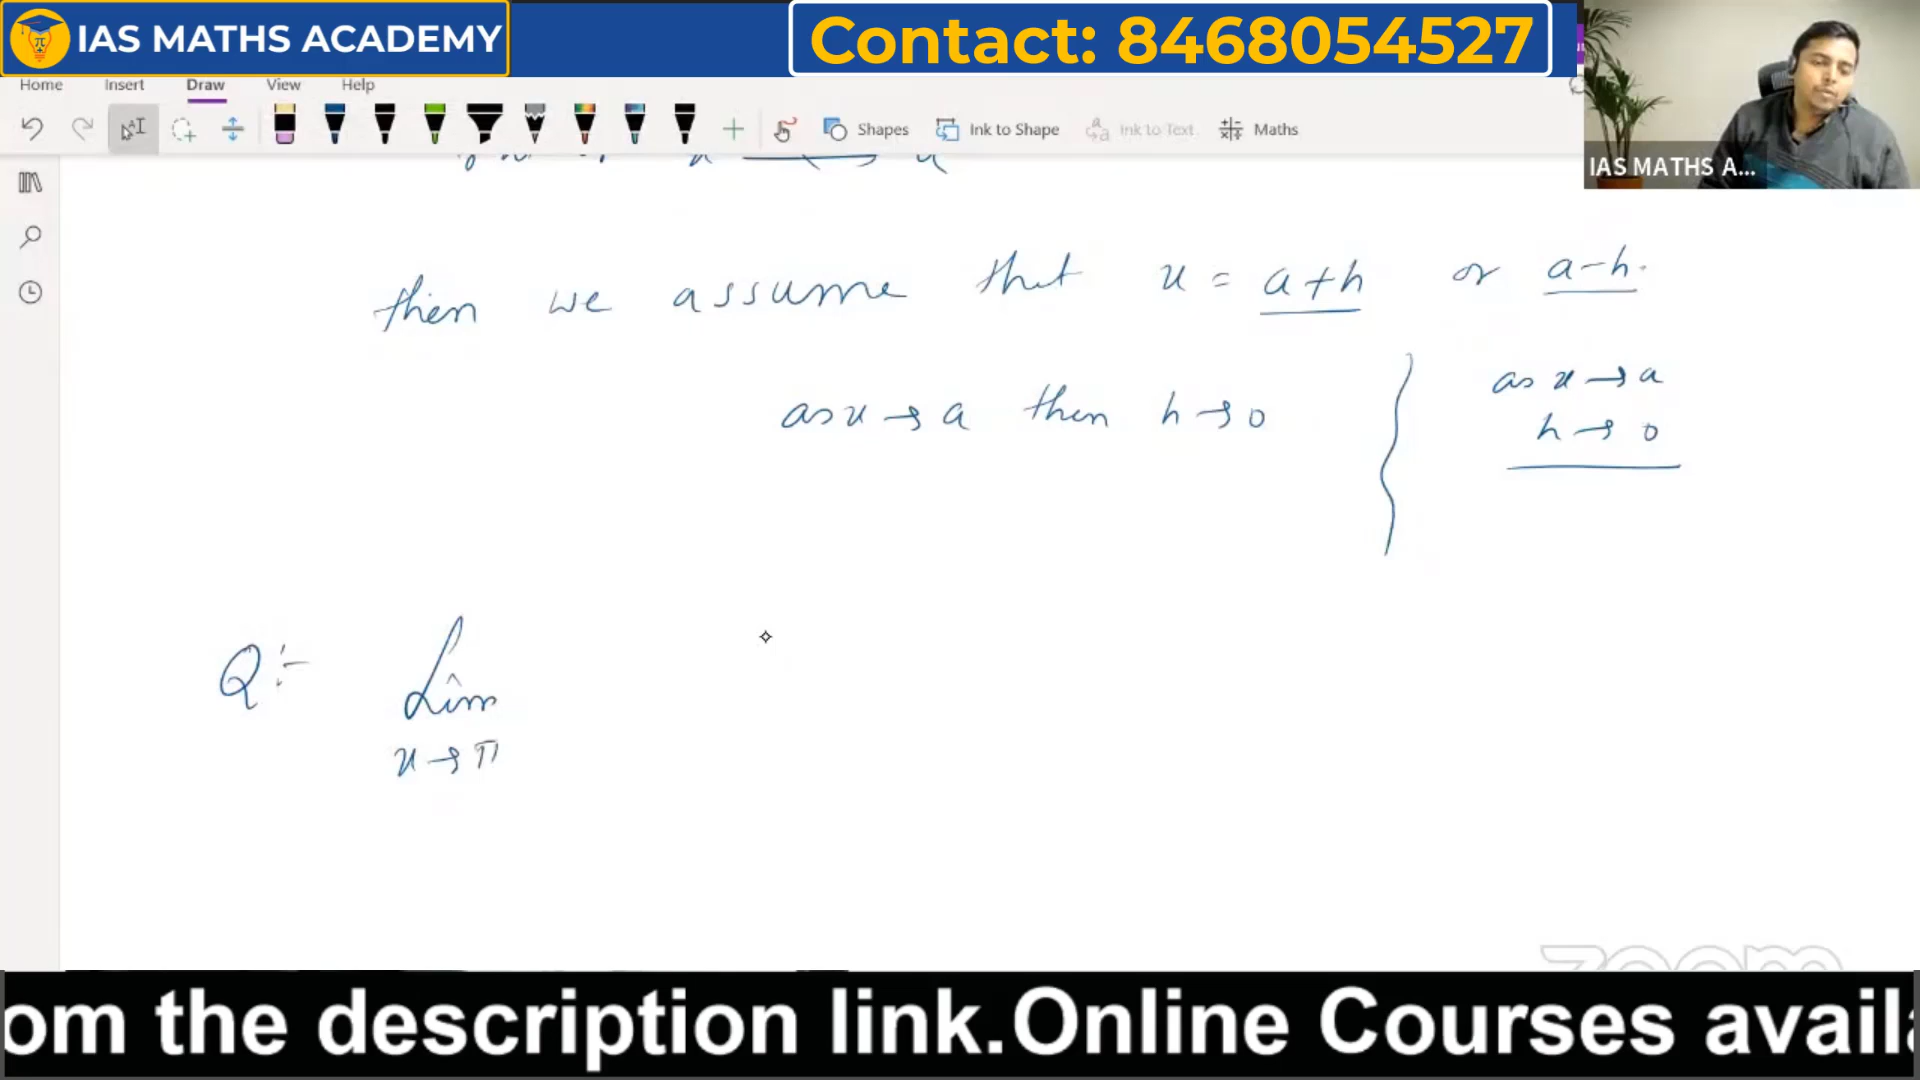 IAS MATHS ACADEMY
Contact: 8468054527
Home Insert Draw View Help
Shapes Ink to Shape Ink to Text Maths
IAS MATHS A...
then we assume that x = a+h or a-h.
as x → a then h → 0
as x → a
h → 0
Q:-
Lim
x → π
zoom
om the description link.Online Courses avail